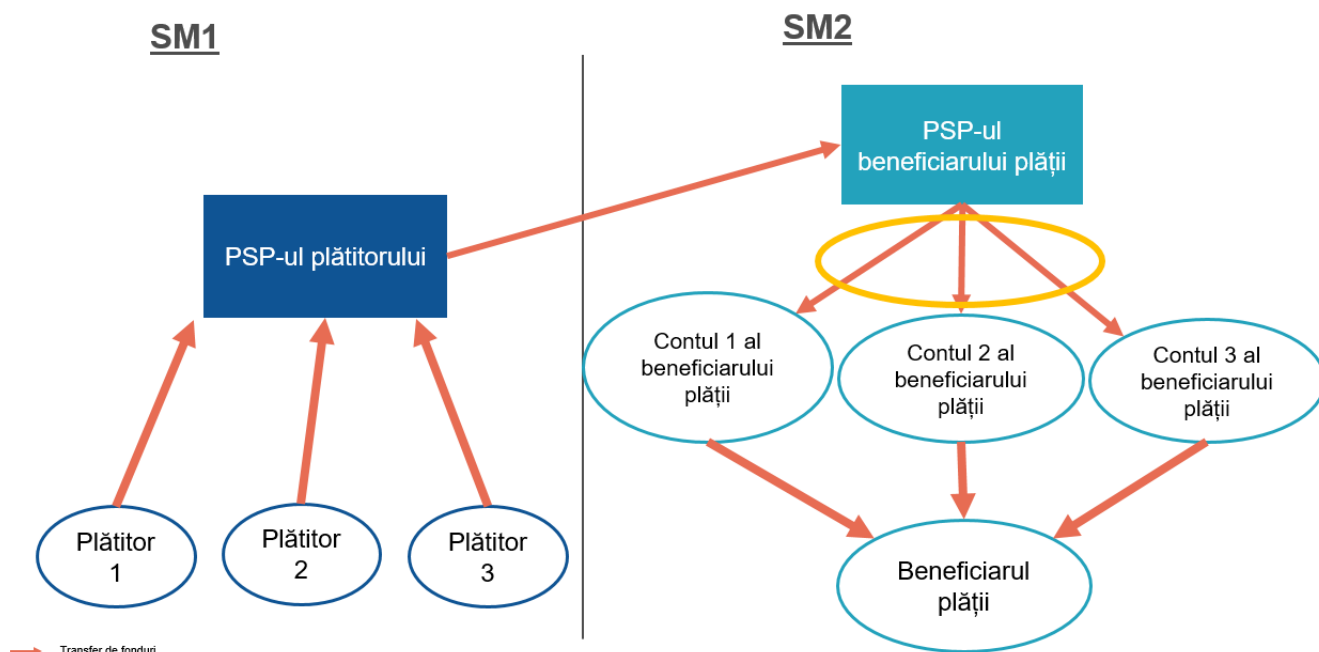 SM1
SM2
PSP-ul
beneficiarului plății
PSP-ul plătitorului
Contul 1 al
beneficiarului
plății
Contul 2 al
beneficiarului
plății
Contul 3 al
beneficiarului
plății
Plătitor
1
Plătitor
2
Plătitor
3
Beneficiarul
plății
Transfer de fonduri